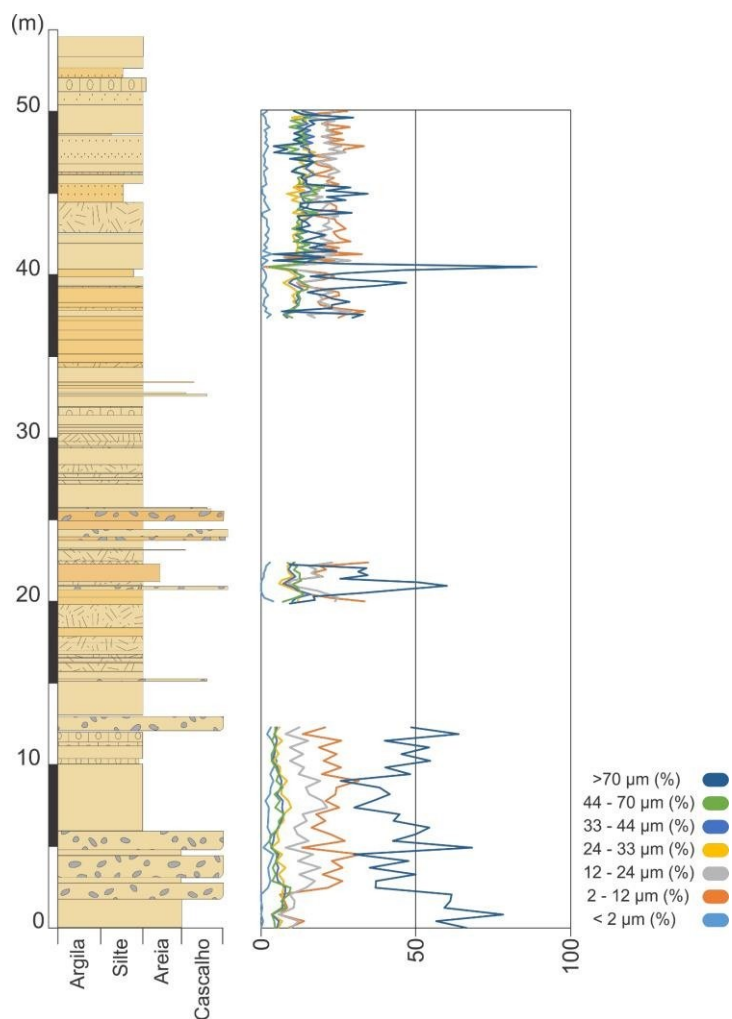 (m)
50
40
30
20
10
0
Argila
Silte
Areia
Cascalho
0
50
100
>70 µm (%)
44 - 70 µm (%)
33 - 44 µm (%)
24 - 33 µm (%)
12 - 24 µm (%)
2 - 12 µm (%)
< 2 µm (%)